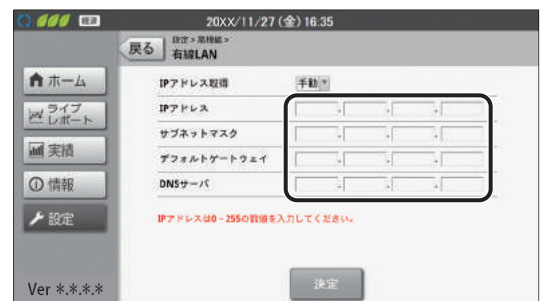 経済
20XX/11/27 (金) 16:35
戻る
設定 > 高機能 >
有線LAN
ホーム
ライブ
レポート
実績
情報
設定
IPアドレス取得 手動
IPアドレス . . .
サブネットマスク . . .
デフォルトゲートウェイ . . .
DNSサーバ . . .
IPアドレスは0－255の数値を入力してください。
決定
Ver *.*.*.*